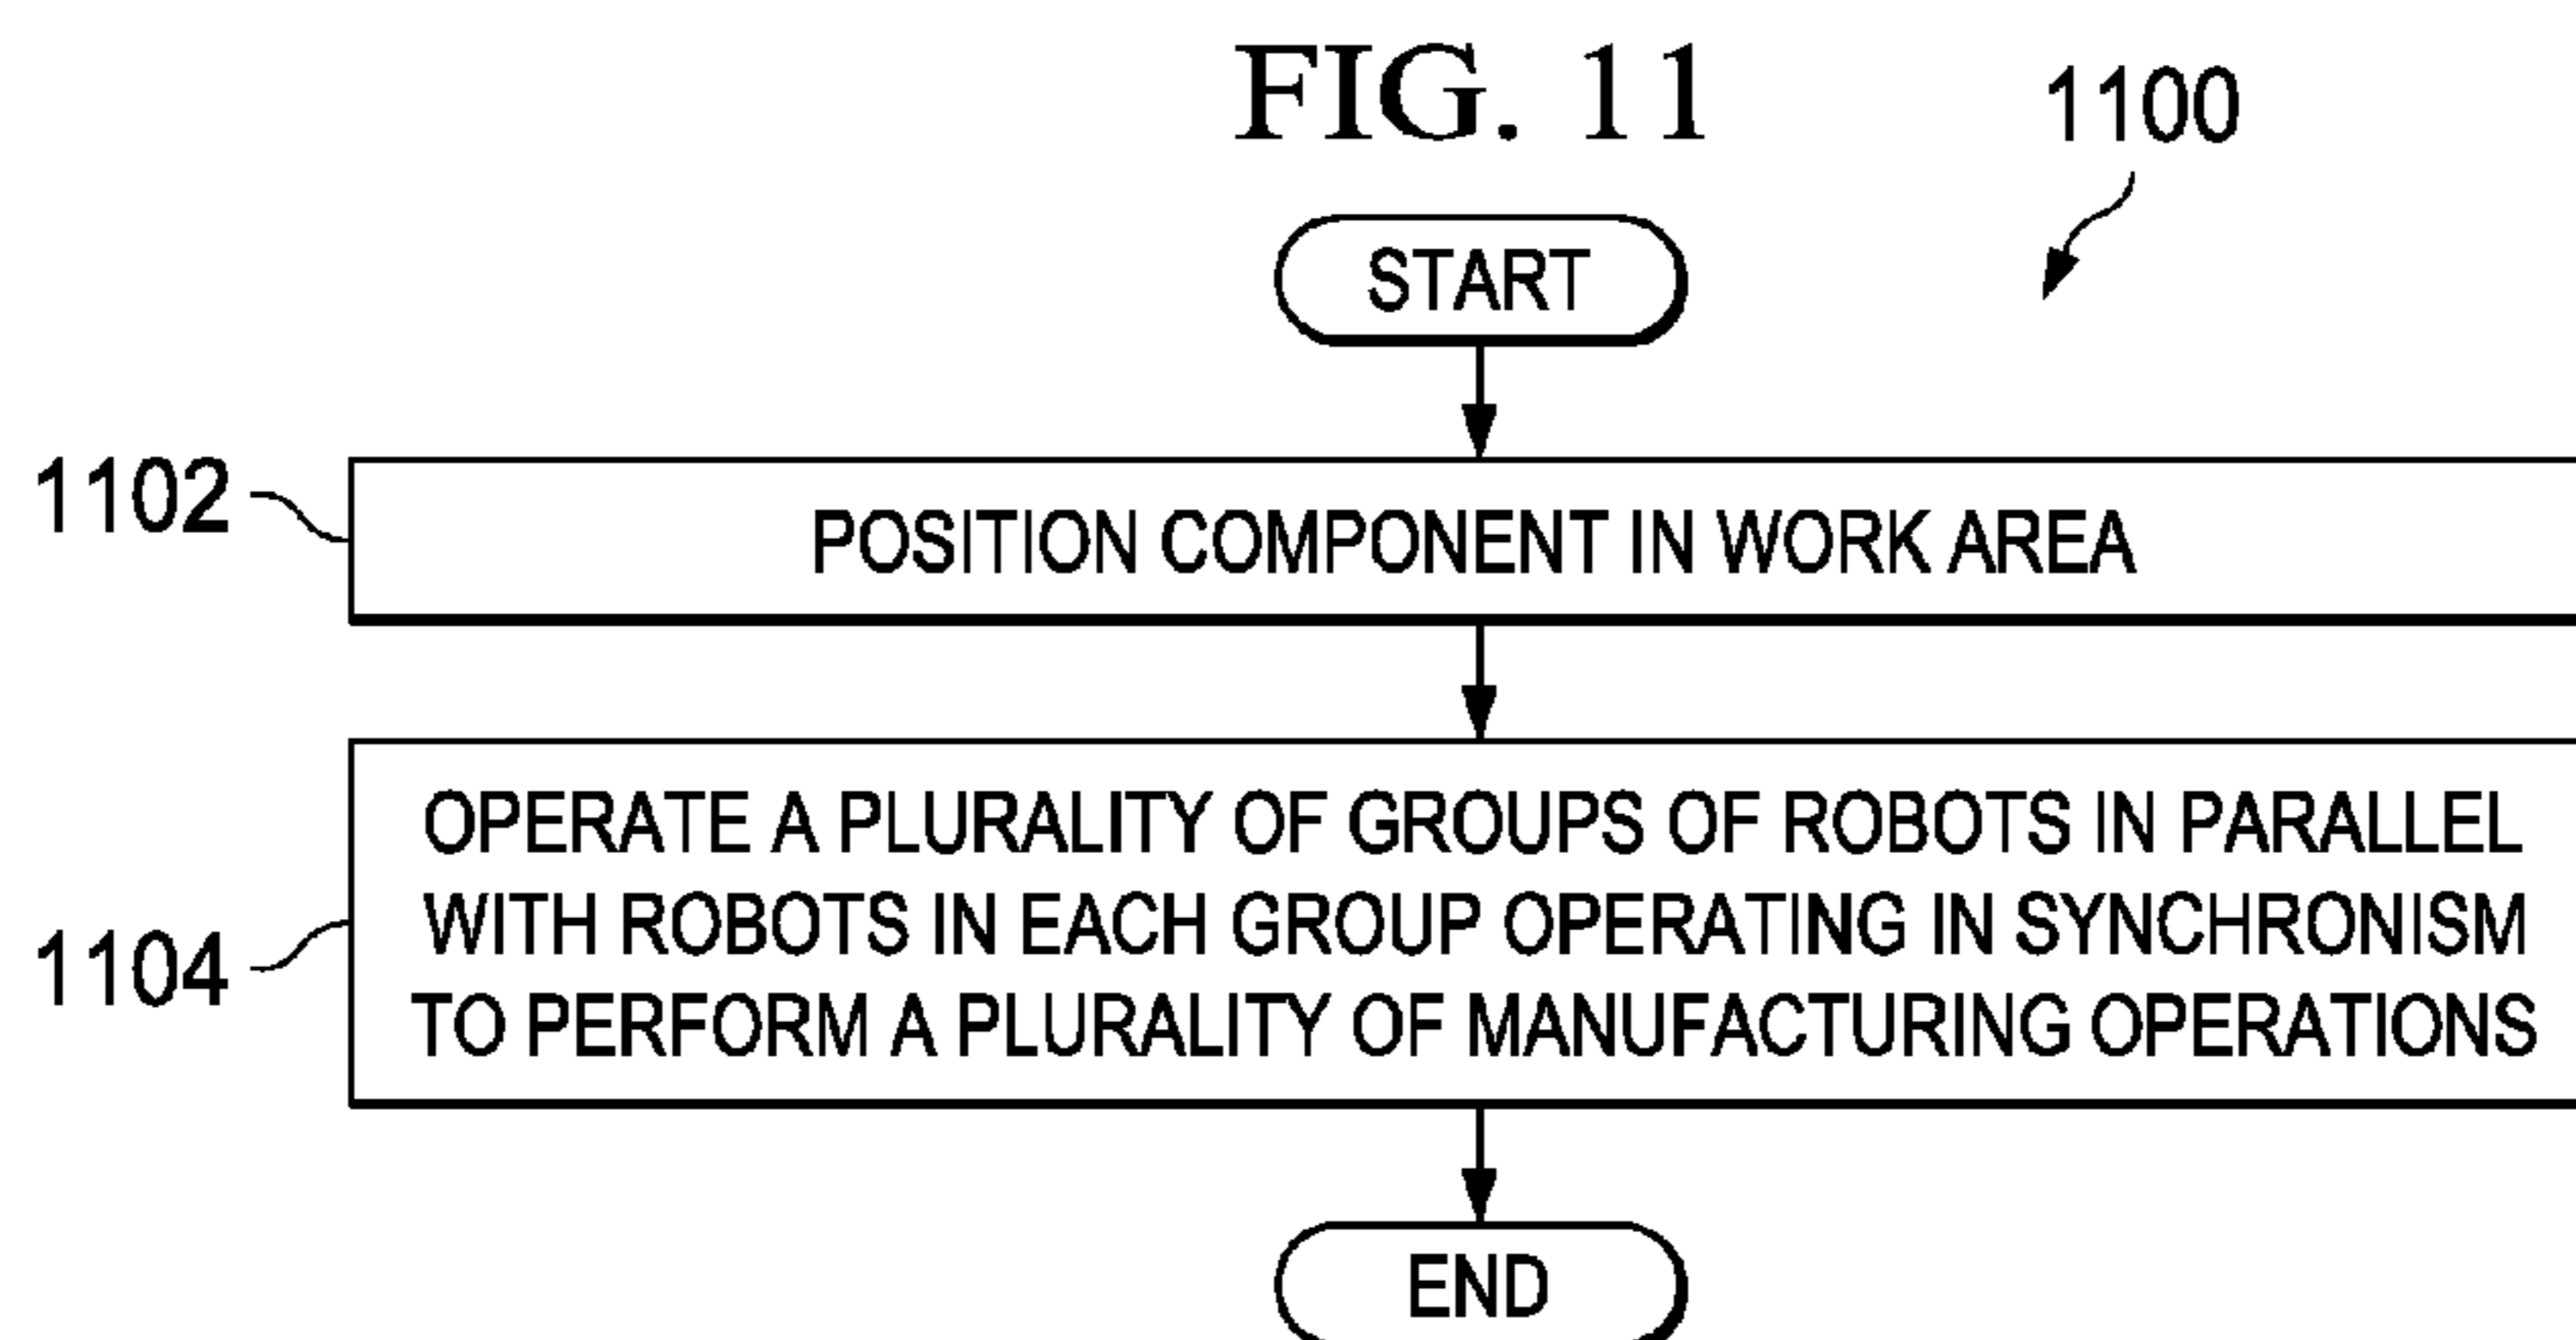 FIG. 11
1100
START
1102
POSITION COMPONENT IN WORK AREA
1104
OPERATE A PLURALITY OF GROUPS OF ROBOTS IN PARALLEL
WITH ROBOTS IN EACH GROUP OPERATING IN SYNCHRONISM
TO PERFORM A PLURALITY OF MANUFACTURING OPERATIONS
END